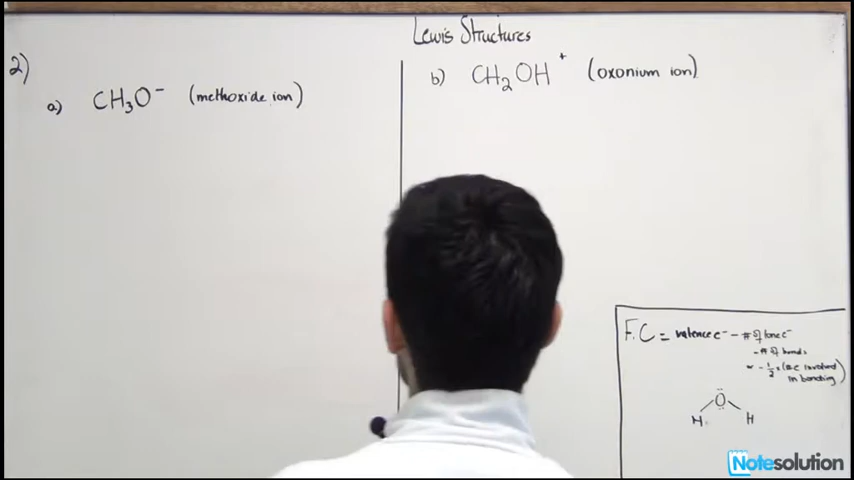 Lewis Structures
2)
a) CH₃O⁻ (methoxide ion)
b) CH₂OH⁺ (oxonium ion)
F.C = valence e⁻ - # of lone e⁻
- # of bonds
or - ½ x (# e involved
in bonding)
O
H H
Notesolution